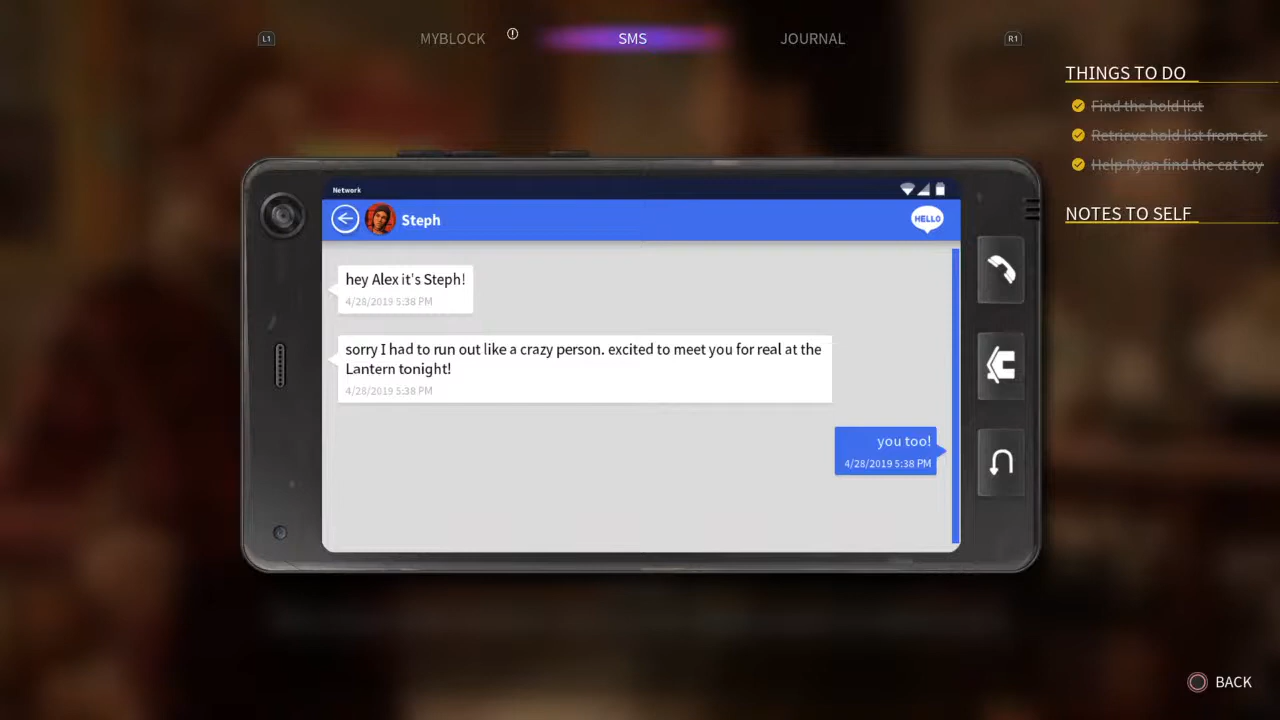 L1
MYBLOCK
SMS
JOURNAL
R1
THINGS TO DO
Find the hold list
Retrieve hold list from cat
Help Ryan find the cat toy
NOTES TO SELF
Network
Steph
HELLO
hey Alex it's Steph!
4/28/2019 5:38 PM
sorry I had to run out like a crazy person. excited to meet you for real at the
Lantern tonight!
4/28/2019 5:38 PM
you too!
4/28/2019 5:38 PM
BACK